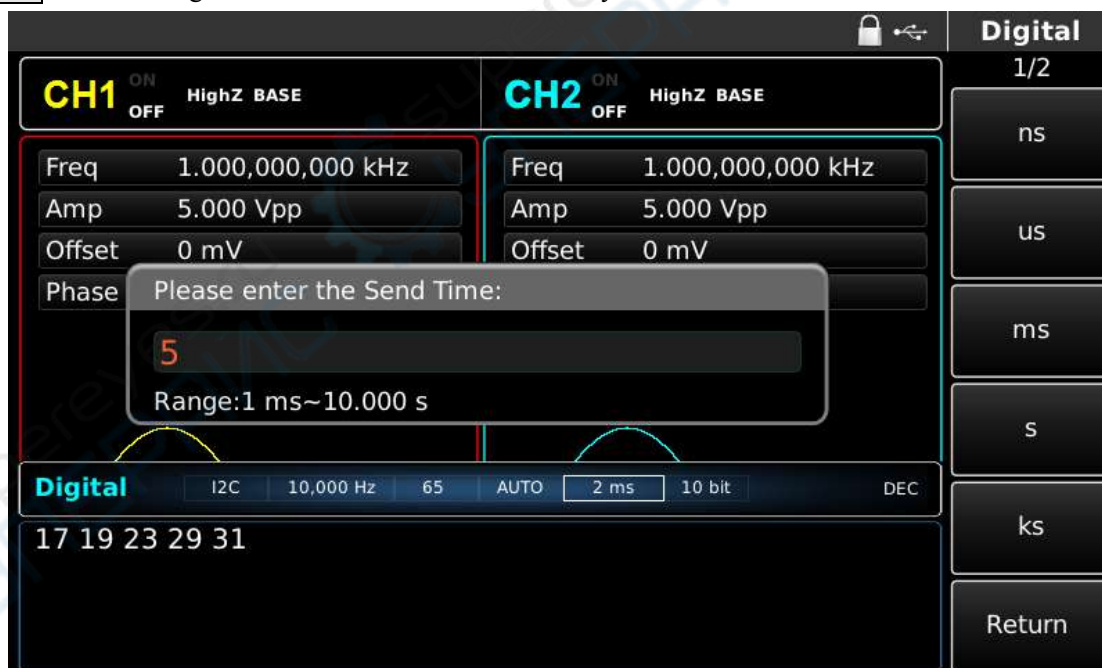 Digital
1/2
CH1 ON OFF HighZ BASE
CH2 ON OFF HighZ BASE
Freq 1.000,000,000 kHz
Amp 5.000 Vpp
Offset 0 mV
Phase
Freq 1.000,000,000 kHz
Amp 5.000 Vpp
Offset 0 mV
Please enter the Send Time:
5
Range:1 ms~10.000 s
Digital I2C 10,000 Hz 65 AUTO 2 ms 10 bit DEC
17 19 23 29 31
ns
us
ms
s
ks
Return